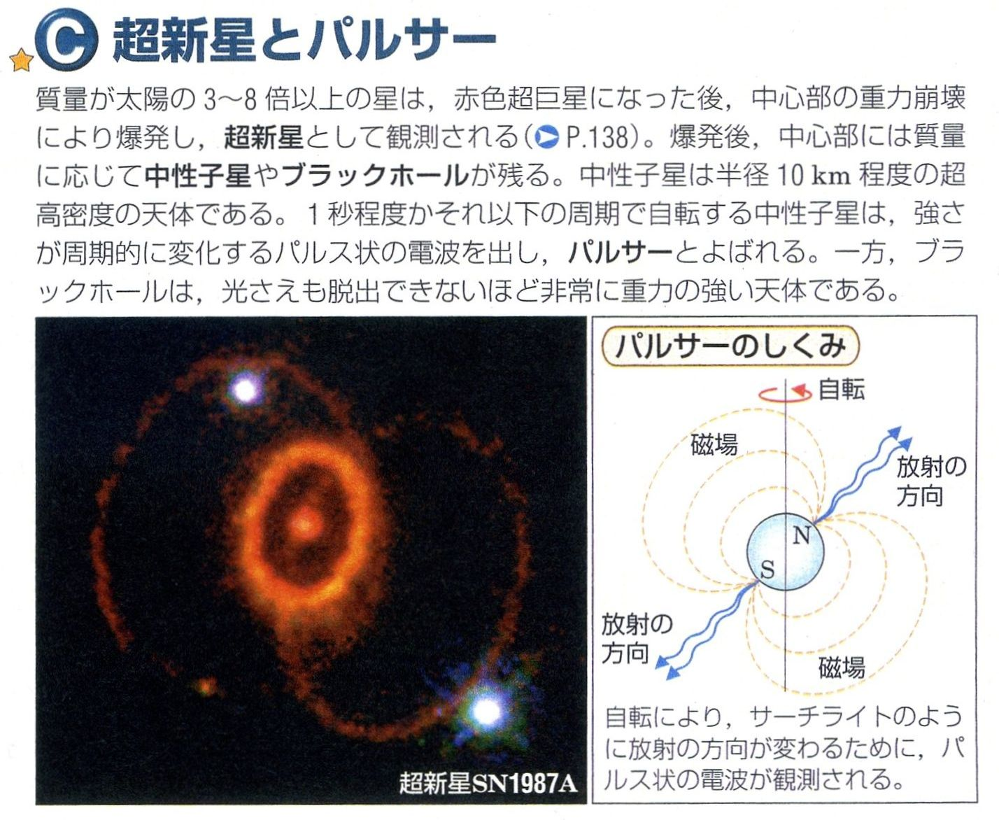 C 超新星とパルサー
質量が太陽の3〜8倍以上の星は，赤色超巨星になった後，中心部の重力崩壊
により爆発し，超新星として観測される(P.138)。爆発後，中心部には質量
に応じて中性子星やブラックホールが残る。中性子星は半径10 km 程度の超
高密度の天体である。1秒程度かそれ以下の周期で自転する中性子星は，強さ
が周期的に変化するパルス状の電波を出し，パルサーとよばれる。一方，ブラ
ックホールは，光さえも脱出できないほど非常に重力の強い天体である。
超新星SN1987A
パルサーのしくみ
自転
磁場
放射の
方向
N
S
放射の
方向
磁場
自転により，サーチライトのよう
に放射の方向が変わるために，パ
ルス状の電波が観測される。